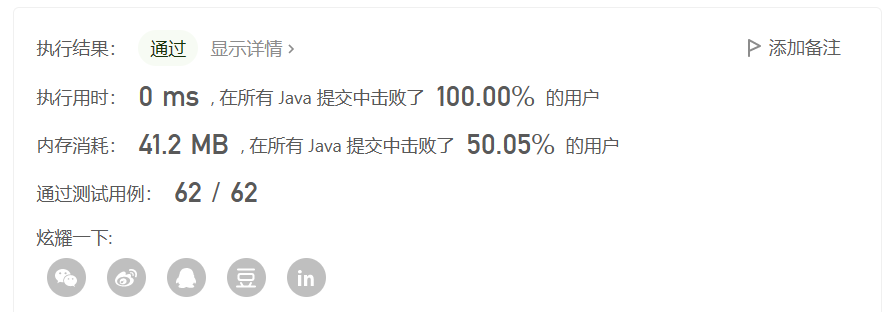 执行结果： 通过 显示详情 › 添加备注
执行用时： 0 ms , 在所有 Java 提交中击败了 100.00% 的用户
内存消耗： 41.2 MB , 在所有 Java 提交中击败了 50.05% 的用户
通过测试用例： 62 / 62
炫耀一下:
豆 in